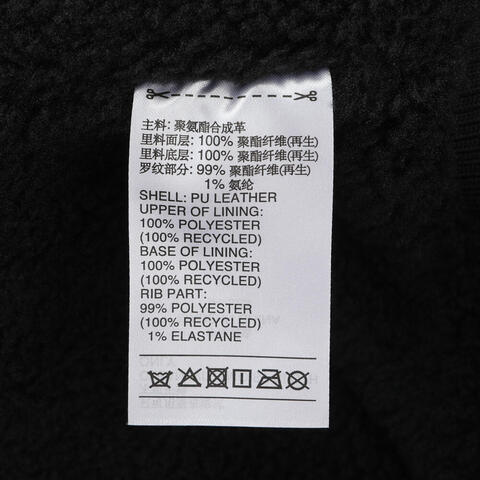 主料: 聚氨酯合成革
里料面层: 100% 聚酯纤维(再生)
里料底层: 100% 聚酯纤维(再生)
罗纹部分: 99% 聚酯纤维(再生)
1% 氨纶
SHELL: PU LEATHER
UPPER OF LINING:
100% POLYESTER
(100% RECYCLED)
BASE OF LINING:
100% POLYESTER
(100% RECYCLED)
RIB PART:
99% POLYESTER
(100% RECYCLED)
1% ELASTANE